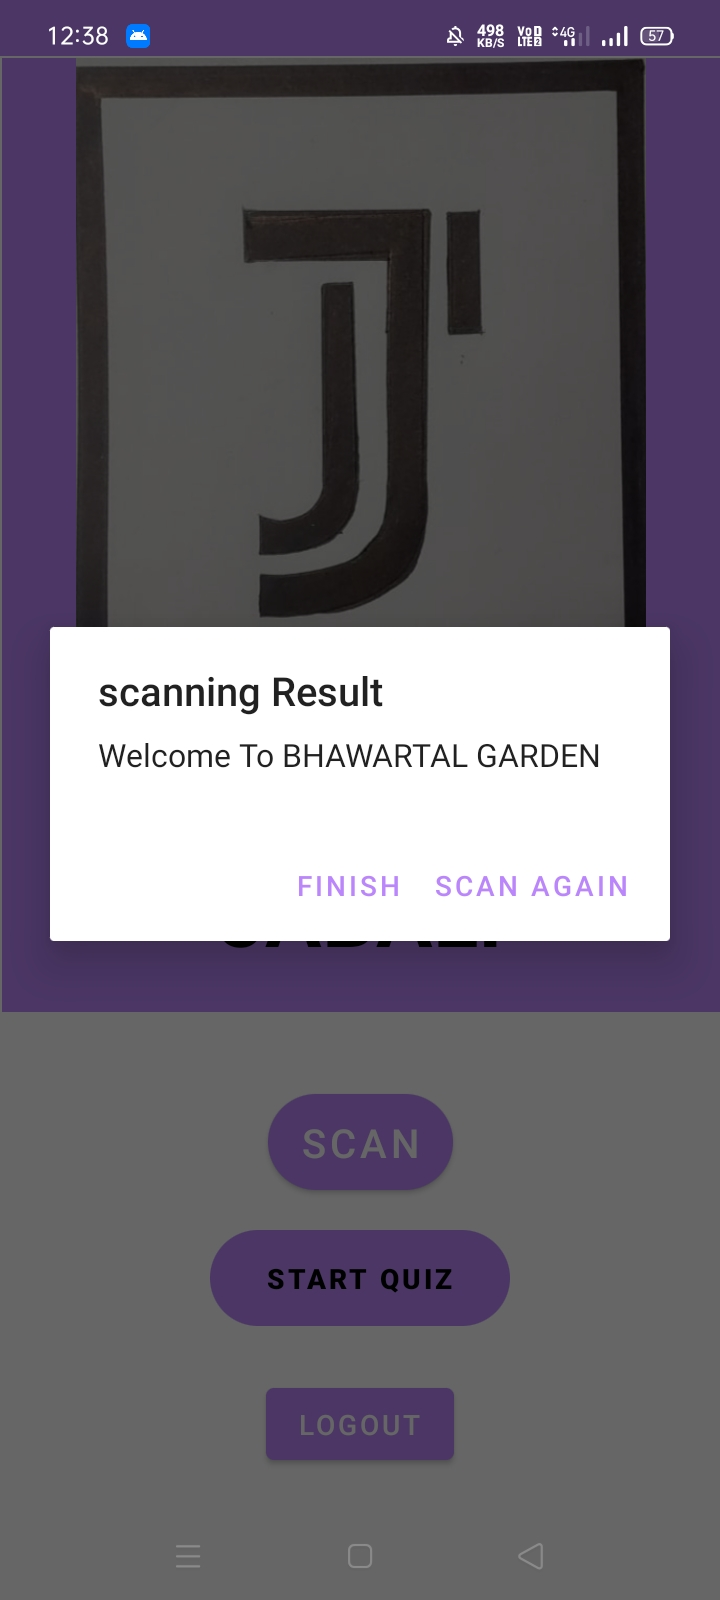 12:38
498
KB/S
VoD
LTE2
4G
57
scanning Result
Welcome To BHAWARTAL GARDEN
FINISH SCAN AGAIN
SCAN
START QUIZ
LOGOUT